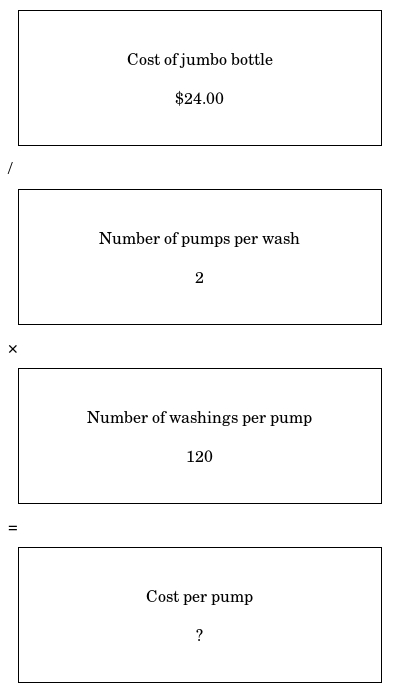 Cost of jumbo bottle
$24.00
/
Number of pumps per wash
2
×
Number of washings per pump
120
=
Cost per pump
?